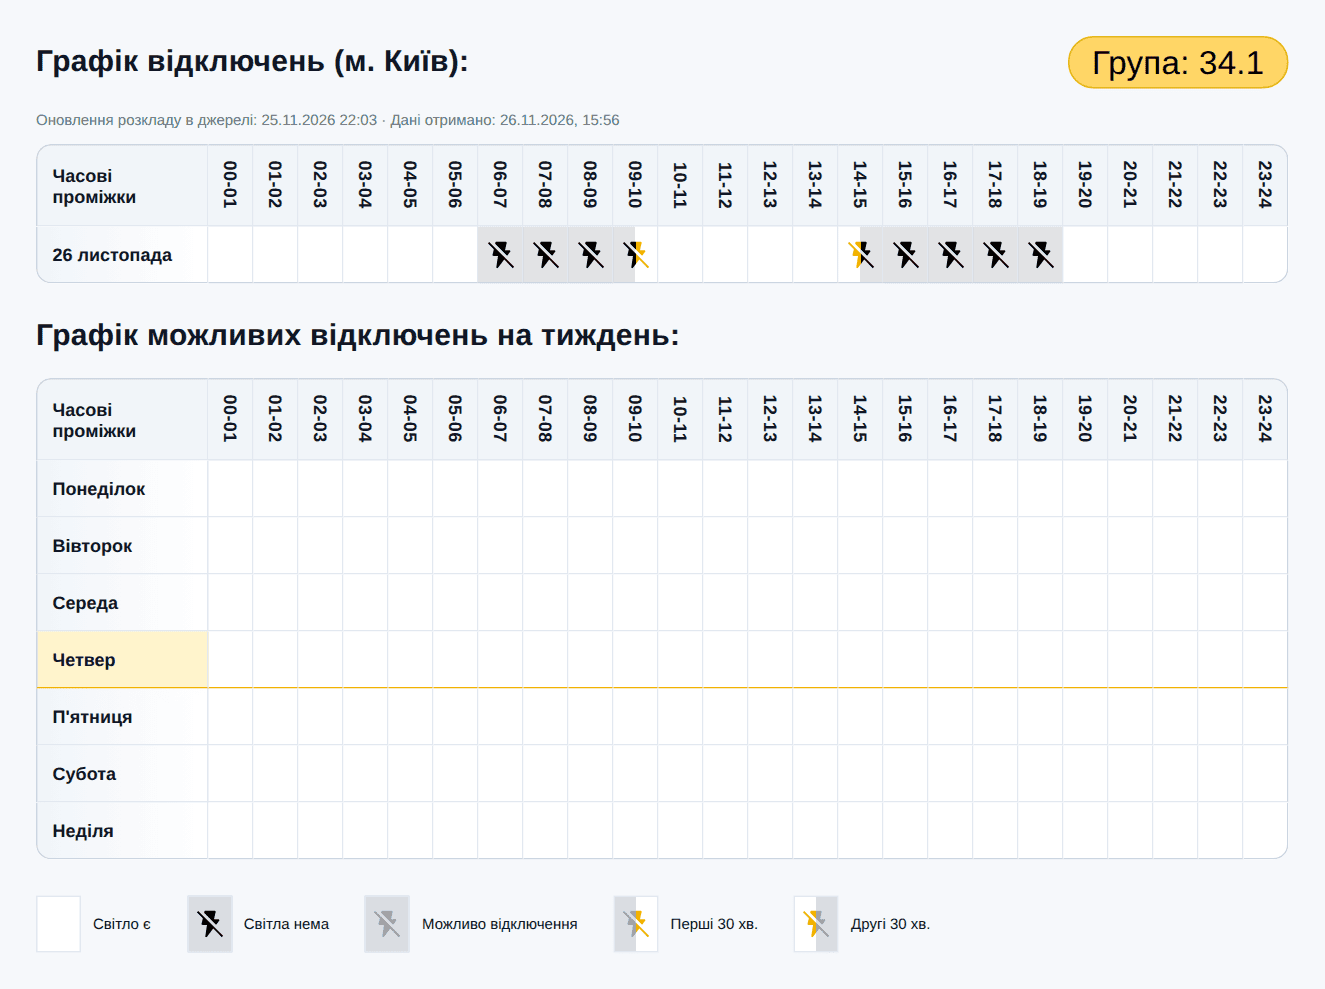 Графік відключень (м. Київ):
Група: 34.1
Оновлення розкладу в джерелі: 25.11.2026 22:03 · Дані отримано: 26.11.2026, 15:56
Часові проміжки 00-01 01-02 02-03 03-04 04-05 05-06 06-07 07-08 08-09 09-10 10-11 11-12 12-13 13-14 14-15 15-16 16-17 17-18 18-19 19-20 20-21 21-22 22-23 23-24
26 листопада
Графік можливих відключень на тиждень:
Часові проміжки 00-01 01-02 02-03 03-04 04-05 05-06 06-07 07-08 08-09 09-10 10-11 11-12 12-13 13-14 14-15 15-16 16-17 17-18 18-19 19-20 20-21 21-22 22-23 23-24
Понеділок
Вівторок
Середа
Четвер
П'ятниця
Субота
Неділя
Світло є Світла нема Можливо відключення Перші 30 хв. Другі 30 хв.